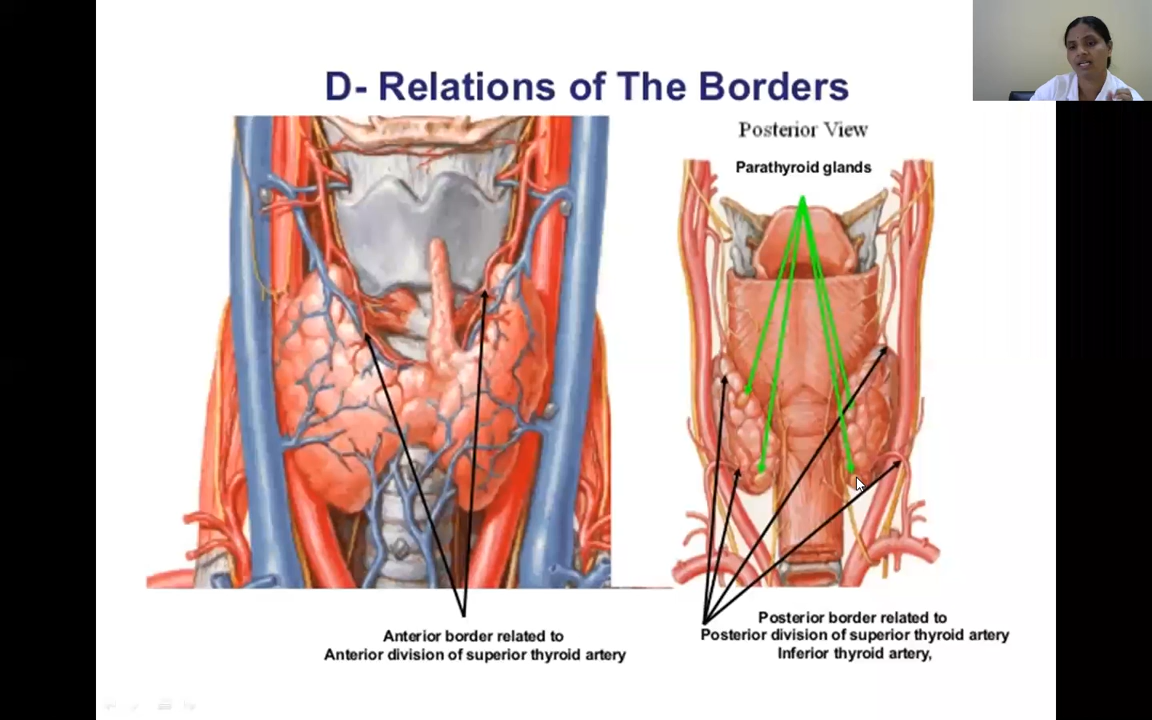 D- Relations of The Borders
Posterior View
Parathyroid glands
Anterior border related to
Anterior division of superior thyroid artery
Posterior border related to
Posterior division of superior thyroid artery
Inferior thyroid artery,